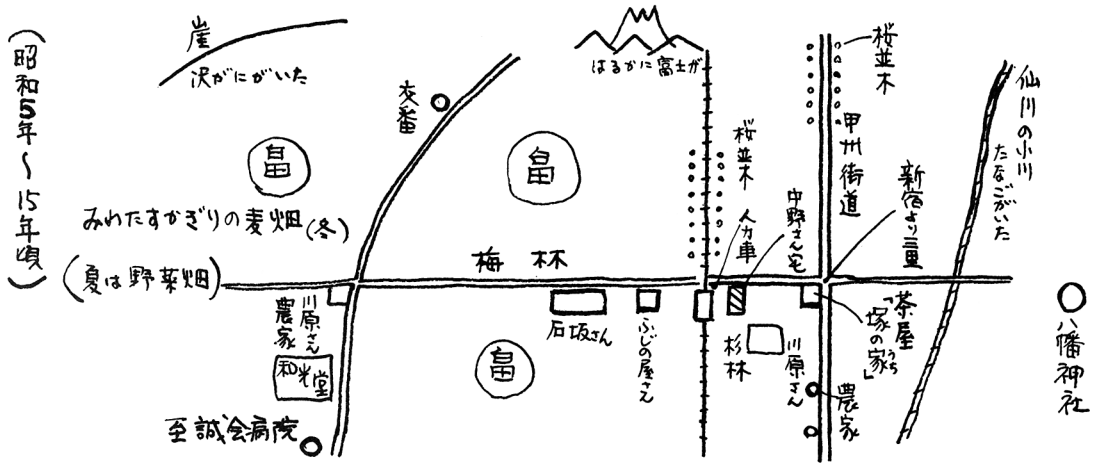 (昭和5年〜15年頃)
崖
沢がにがいた
交番
畠
畠
はるかに富士が
桜並木
桜並木
甲州街道
仙川の小川
たなごがいた
新宿より三里
中野さん宅
人力車
みわたすかぎりの麦畑(冬)
(夏は野菜畑)
梅林
川原さん
農家
和光堂
至誠会病院
石坂さん
畠
ふじの屋さん
杉林
川原さん
茶屋
「塚の家」
うち
農家
八幡神社